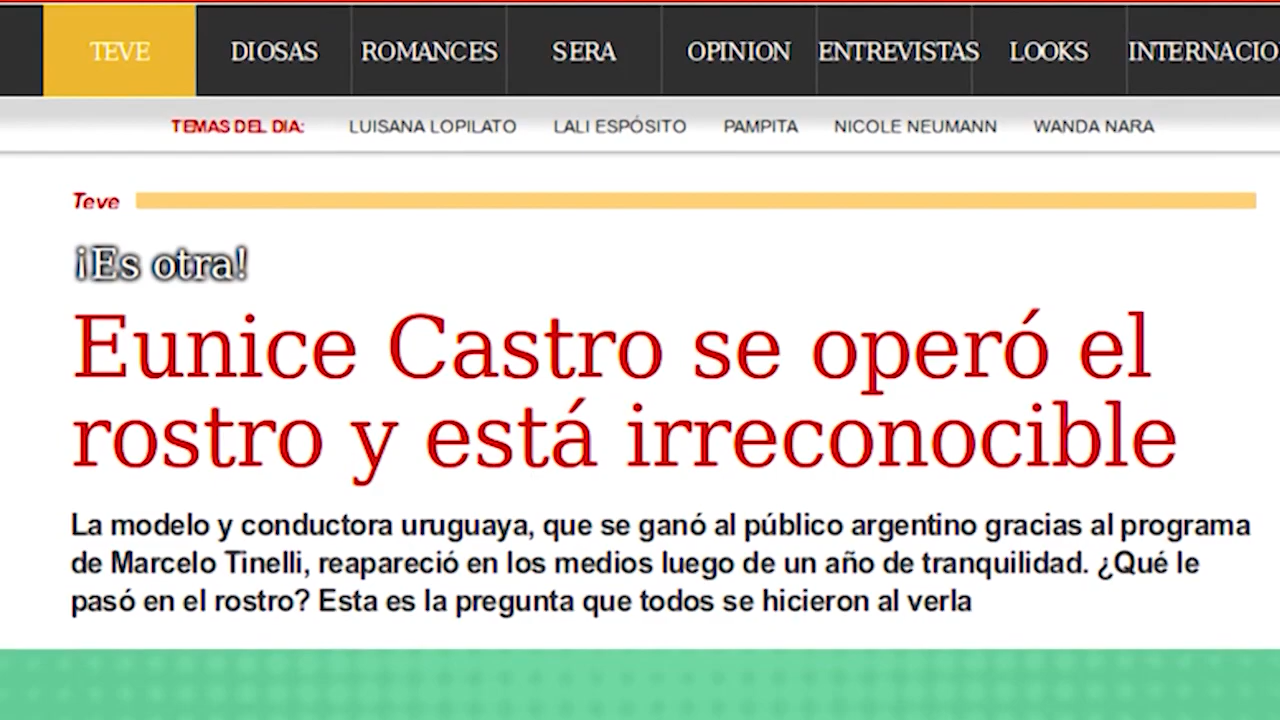 TEVE DIOSAS ROMANCES SERA OPINION ENTREVISTAS LOOKS INTERNACIO
TEMAS DEL DIA: LUISANA LOPILATO LALI ESPÓSITO PAMPITA NICOLE NEUMANN WANDA NARA
Teve
¡Es otra!
Eunice Castro se operó el
rostro y está irreconocible
La modelo y conductora uruguaya, que se ganó al público argentino gracias al programa
de Marcelo Tinelli, reapareció en los medios luego de un año de tranquilidad. ¿Qué le
pasó en el rostro? Esta es la pregunta que todos se hicieron al verla